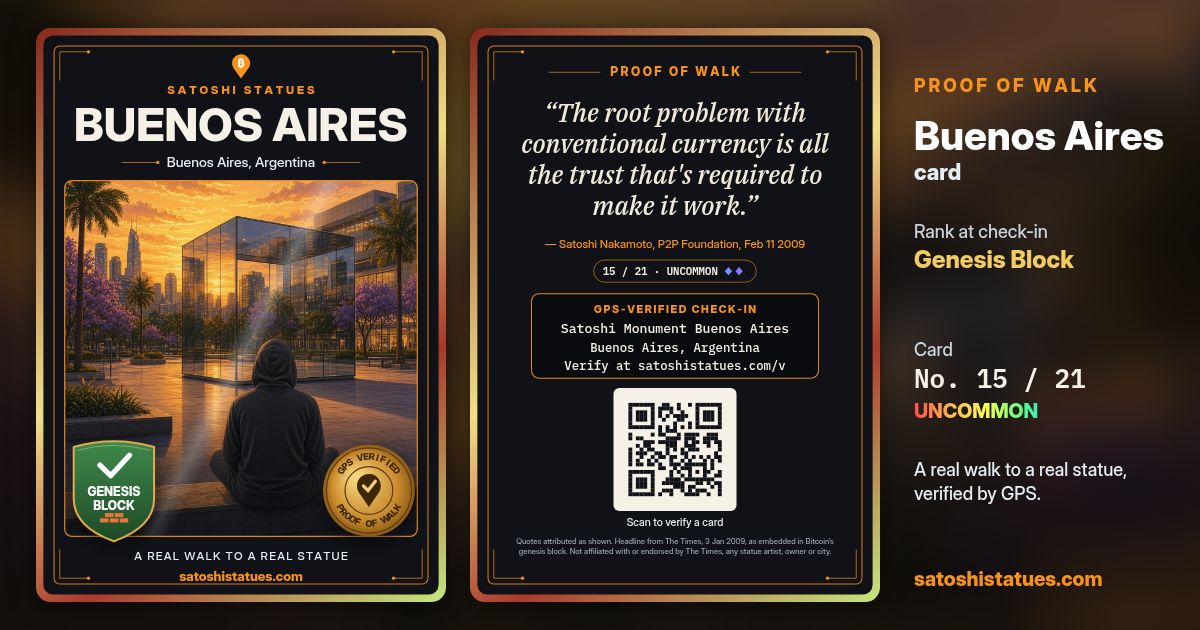 SATOSHI STATUES
BUENOS AIRES
Buenos Aires, Argentina
GENESIS
BLOCK
GPS VERIFIED
PROOF OF WALK
A REAL WALK TO A REAL STATUE
satoshistatues.com
PROOF OF WALK
“The root problem with
conventional currency is all
the trust that's required to
make it work.”
— Satoshi Nakamoto, P2P Foundation, Feb 11 2009
15 / 21 · UNCOMMON
GPS-VERIFIED CHECK-IN
Satoshi Monument Buenos Aires
Buenos Aires, Argentina
Verify at satoshistatues.com/v
Scan to verify a card
Quotes attributed as shown. Headline from The Times, 3 Jan 2009, as embedded in Bitcoin's
genesis block. Not affiliated with or endorsed by The Times, any statue artist, owner or city.
PROOF OF WALK
Buenos Aires
card
Rank at check-in
Genesis Block
Card
No. 15 / 21
UNCOMMON
A real walk to a real statue,
verified by GPS.
satoshistatues.com